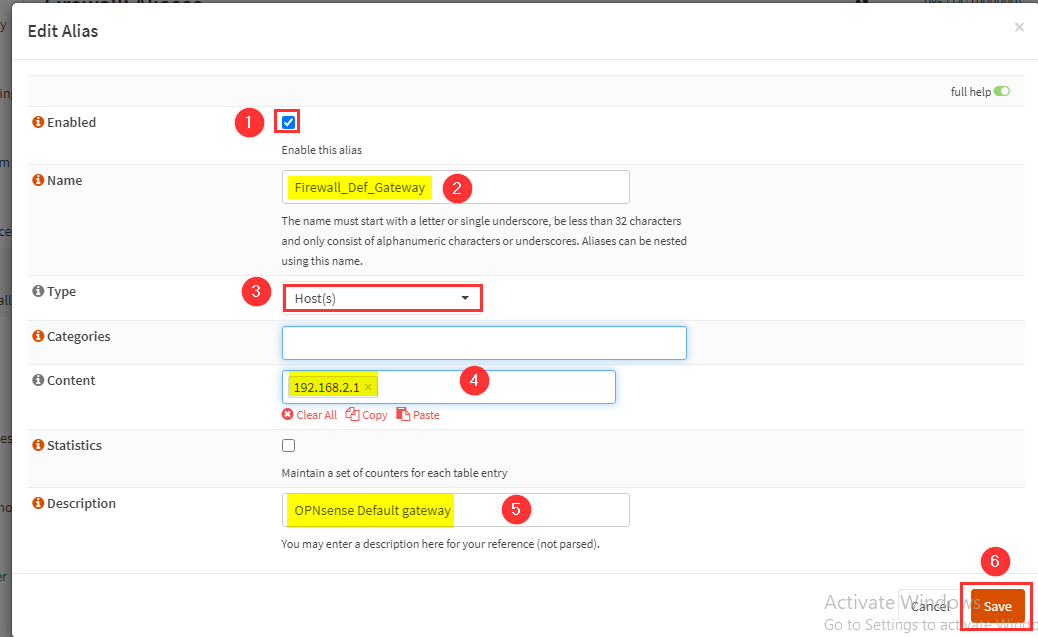 Edit Alias
×
full help
Enabled
1
Enable this alias
Name
Firewall_Def_Gateway
2
The name must start with a letter or single underscore, be less than 32 characters
and only consist of alphanumeric characters or underscores. Aliases can be nested
using this name.
Type
3
Host(s)
Categories
Content
192.168.2.1 ×
4
Clear All Copy Paste
Statistics
Maintain a set of counters for each table entry
Description
OPNsense Default gateway
5
You may enter a description here for your reference (not parsed).
6
Activate Windows
Cancel
Save
Go to Settings to activate Windo